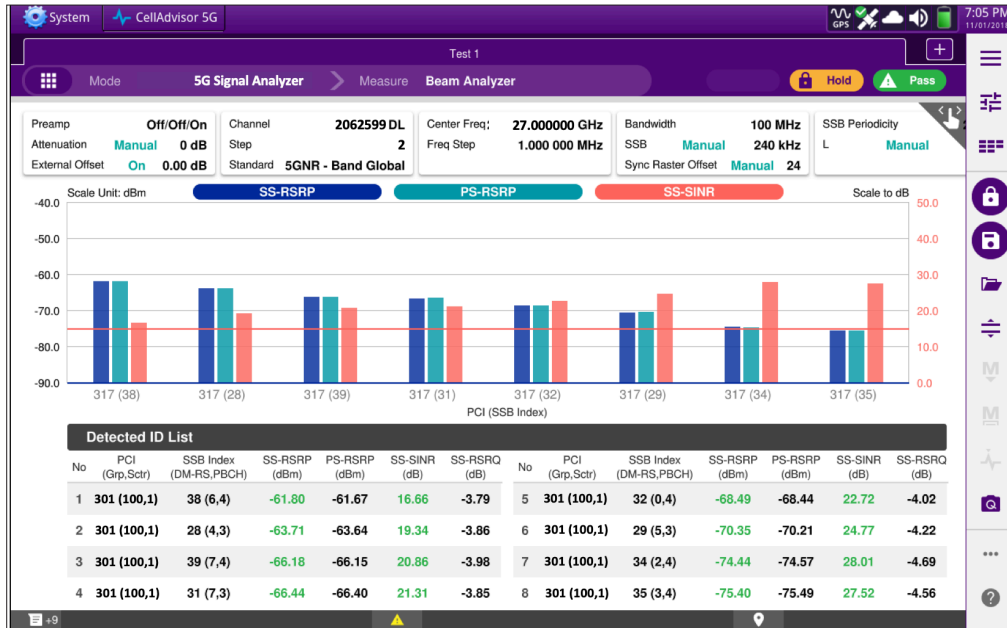 System CellAdvisor 5G GPS 7:05 PM
11/01/201
Test 1 +
Mode 5G Signal Analyzer Measure Beam Analyzer Hold Pass
Preamp Off/Off/On Channel 2062599 DL Center Freq: 27.000000 GHz Bandwidth 100 MHz SSB Periodicity
Attenuation Manual 0 dB Step 2 Freq Step 1.000 000 MHz SSB Manual 240 kHz L Manual
External Offset On 0.00 dB Standard 5GNR - Band Global Sync Raster Offset Manual 24
Scale Unit: dBm SS-RSRP PS-RSRP SS-SINR Scale to dB
-40.0 50.0
-50.0 40.0
-60.0 30.0
-70.0 20.0
-80.0 10.0
-90.0 0.0
317 (38) 317 (28) 317 (39) 317 (31) 317 (32) 317 (29) 317 (34) 317 (35)
PCI (SSB Index)
Detected ID List
No PCI (Grp,Sctr) SSB Index (DM-RS,PBCH) SS-RSRP (dBm) PS-RSRP (dBm) SS-SINR (dB) SS-RSRQ (dB) No PCI (Grp,Sctr) SSB Index (DM-RS,PBCH) SS-RSRP (dBm) PS-RSRP (dBm) SS-SINR (dB) SS-RSRQ (dB)
1 301 (100,1) 38 (6,4) -61.80 -61.67 16.66 -3.79 5 301 (100,1) 32 (0,4) -68.49 -68.44 22.72 -4.02
2 301 (100,1) 28 (4,3) -63.71 -63.64 19.34 -3.86 6 301 (100,1) 29 (5,3) -70.35 -70.21 24.77 -4.22
3 301 (100,1) 39 (7,4) -66.18 -66.15 20.86 -3.98 7 301 (100,1) 34 (2,4) -74.44 -74.57 28.01 -4.69
4 301 (100,1) 31 (7,3) -66.44 -66.40 21.31 -3.85 8 301 (100,1) 35 (3,4) -75.40 -75.49 27.52 -4.56
+9